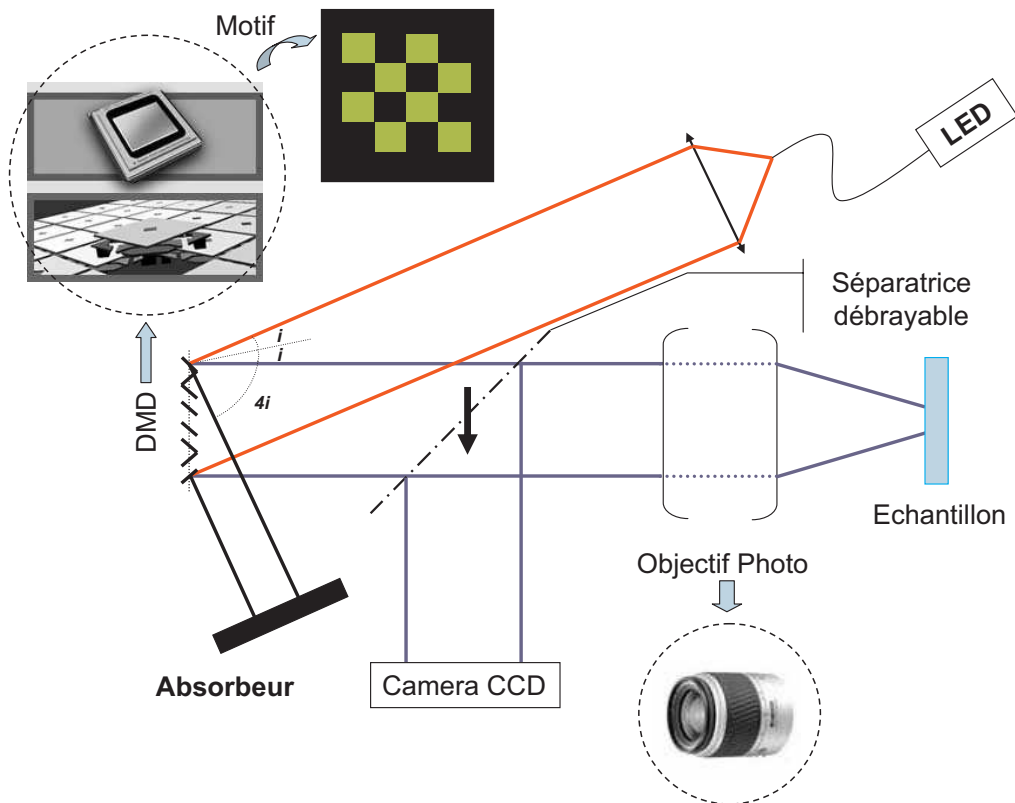 Motif
LED
Séparatrice
débrayable
i
i
4i
DMD
Echantillon
Objectif Photo
Absorbeur
Camera CCD